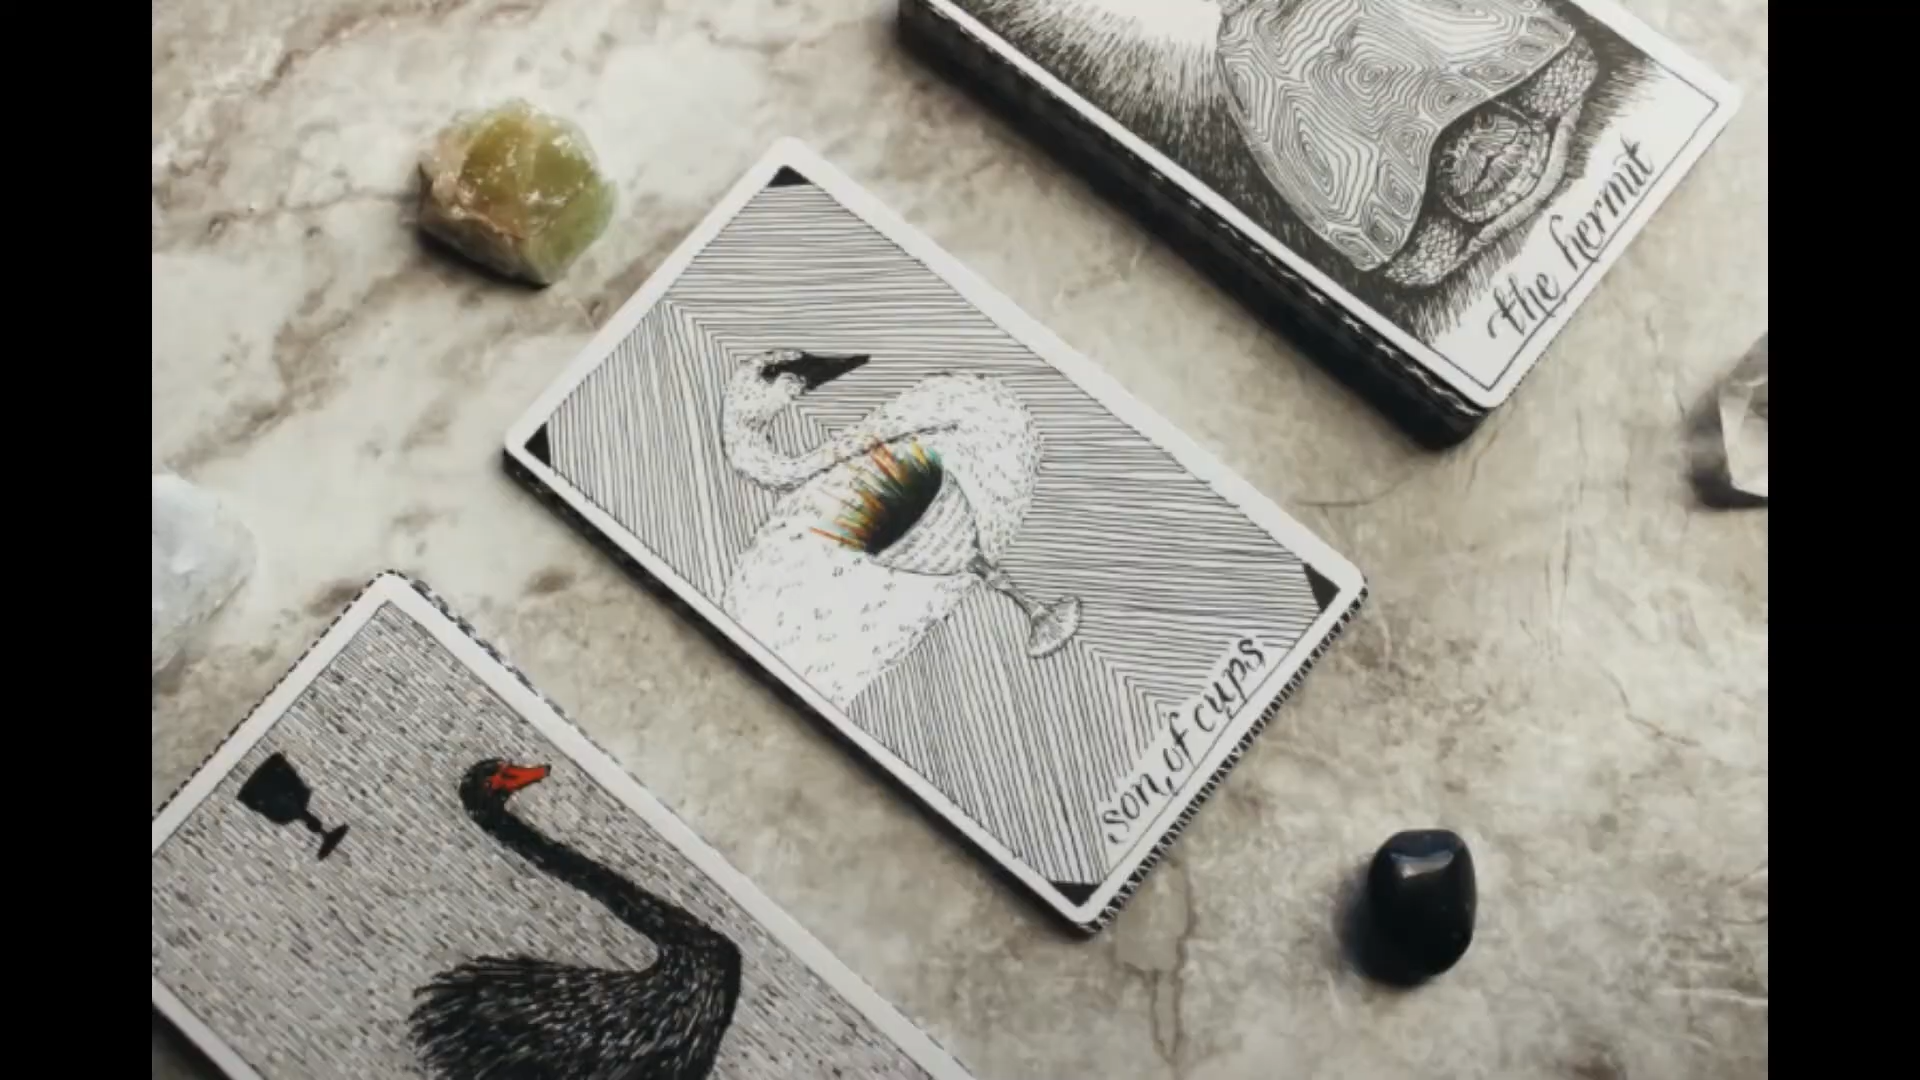 the hermit
son of cups